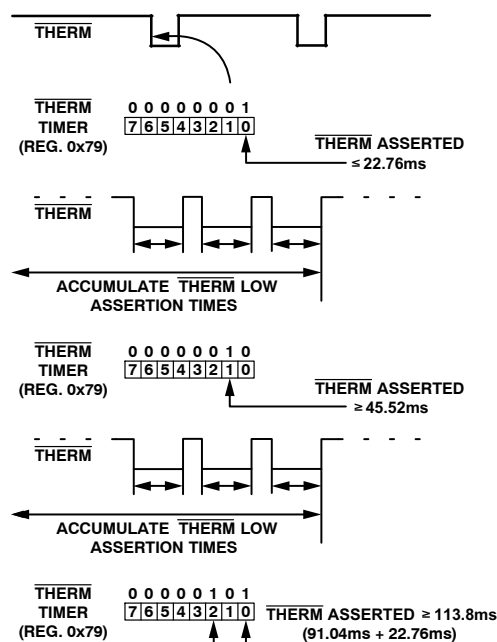 THERM
THERM
TIMER
(REG. 0x79)
0 0 0 0 0 0 0 1
7 6 5 4 3 2 1 0
THERM ASSERTED
≤ 22.76ms
THERM
ACCUMULATE THERM LOW
ASSERTION TIMES
THERM
TIMER
(REG. 0x79)
0 0 0 0 0 0 1 0
7 6 5 4 3 2 1 0
THERM ASSERTED
≥ 45.52ms
THERM
ACCUMULATE THERM LOW
ASSERTION TIMES
THERM
TIMER
(REG. 0x79)
0 0 0 0 0 1 0 1
7 6 5 4 3 2 1 0
THERM ASSERTED ≥ 113.8ms
(91.04ms + 22.76ms)